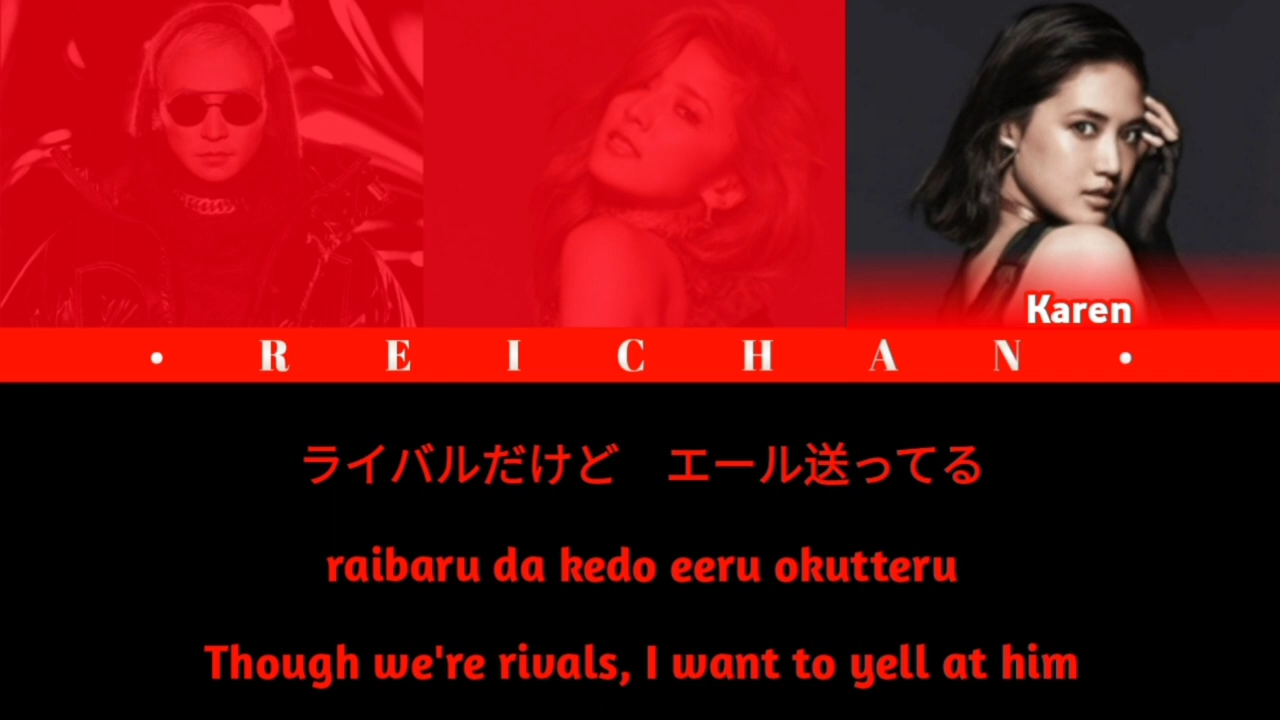 Karen
• R E I C H A N •
ライバルだけど　エール送ってる
raibaru da kedo eeru okutteru
Though we're rivals, I want to yell at him